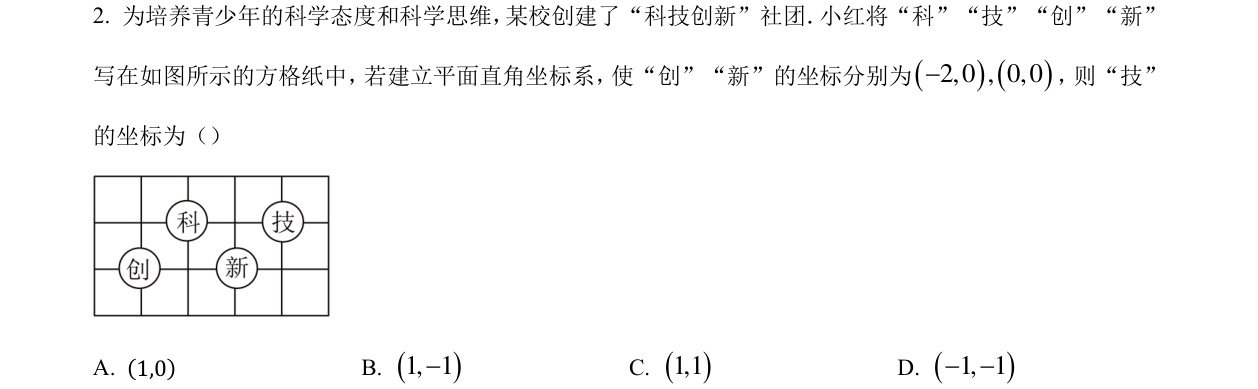 2. 为培养青少年的科学态度和科学思维，某校创建了“科技创新”社团．小红将“科”“技”“创”“新”
写在如图所示的方格纸中，若建立平面直角坐标系，使“创”“新”的坐标分别为(−2,0),(0,0)，则“技”
的坐标为（）
科 技
创 新
A. (1,0) B. (1,−1) C. (1,1) D. (−1,−1)